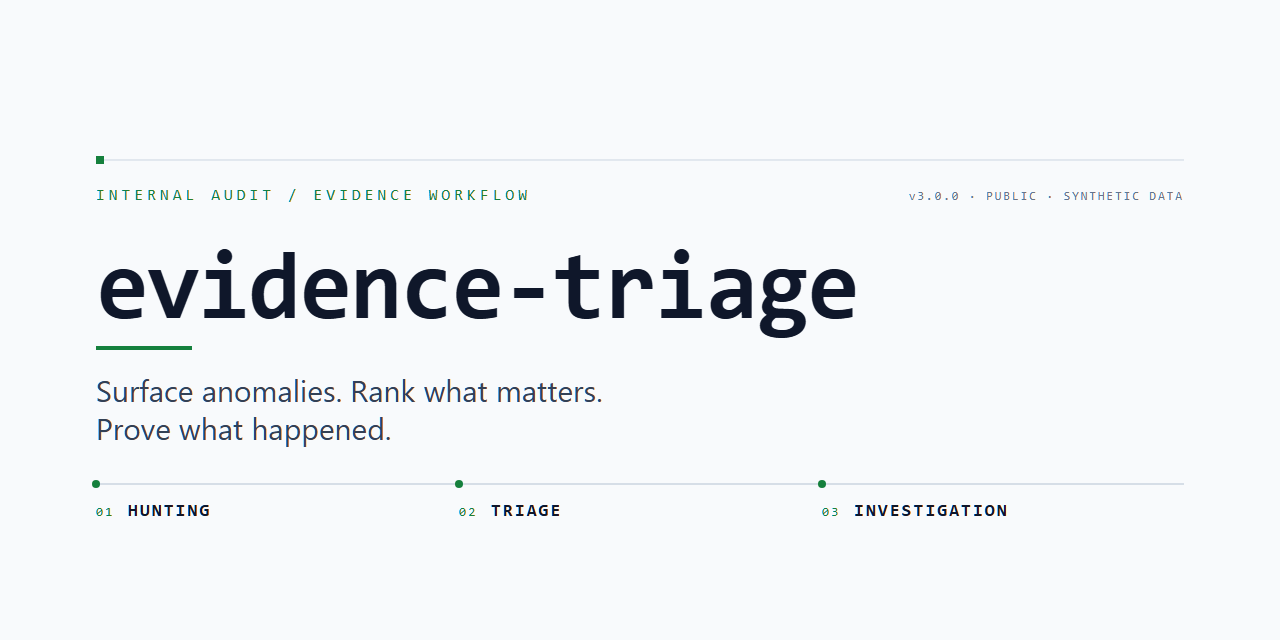 INTERNAL AUDIT / EVIDENCE WORKFLOW
v3.0.0 · PUBLIC · SYNTHETIC DATA
evidence-triage
Surface anomalies. Rank what matters.
Prove what happened.
01 HUNTING
02 TRIAGE
03 INVESTIGATION